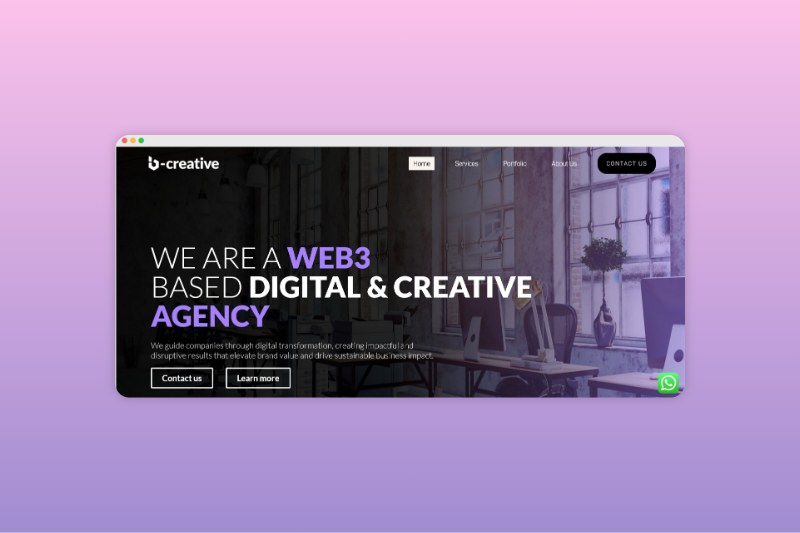 b-creative
Home Services Portfolio About Us CONTACT US
WE ARE A WEB3
BASED DIGITAL & CREATIVE
AGENCY
We guide companies through digital transformation, creating impactful and
disruptive results that elevate brand value and drive sustainable business impact.
Contact us Learn more